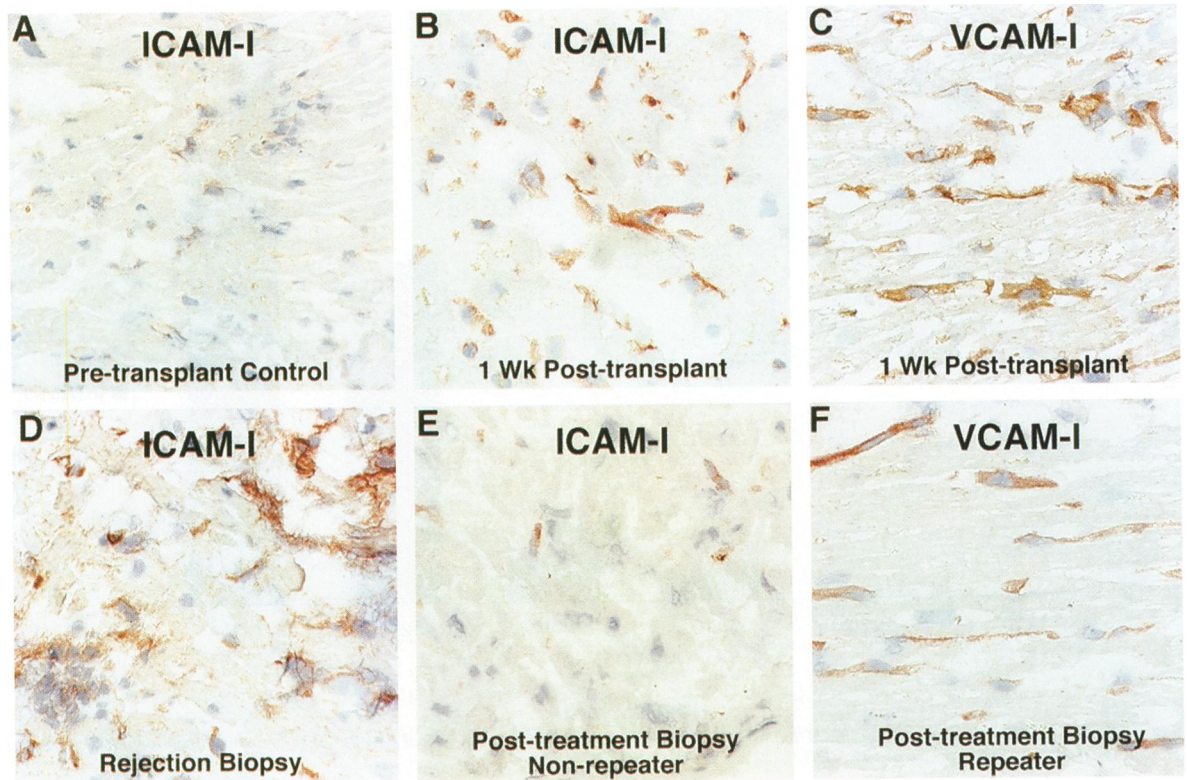 A
ICAM-I
Pre-transplant Control
B
ICAM-I
1 Wk Post-transplant
C
VCAM-I
1 Wk Post-transplant
D
ICAM-I
Rejection Biopsy
E
ICAM-I
Post-treatment Biopsy
Non-repeater
F
VCAM-I
Post-treatment Biopsy
Repeater